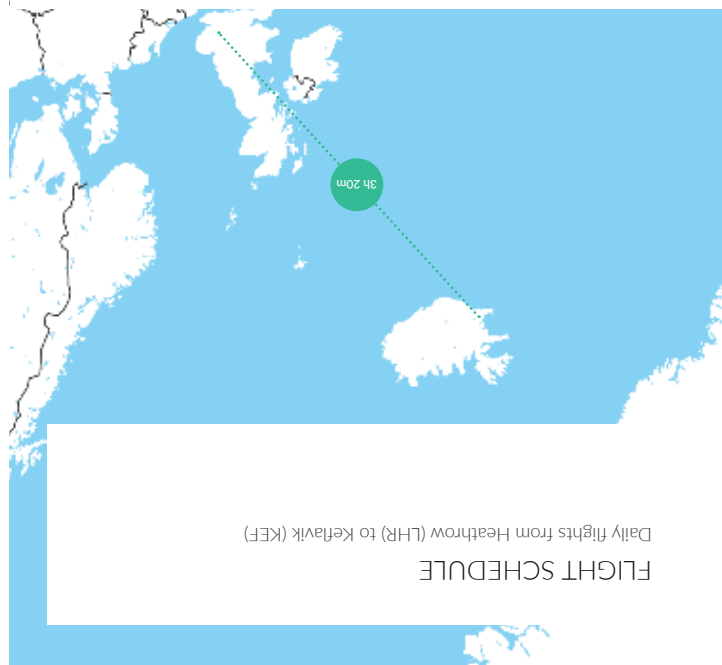 FLIGHT SCHEDULE
Daily flights from Heathrow (LHR) to Keflavik (KEF)
3h 20m